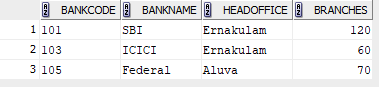 BANKCODE BANKNAME HEADOFFICE BRANCHES
1 101 SBI Ernakulam 120
2 103 ICICI Ernakulam 60
3 105 Federal Aluva 70